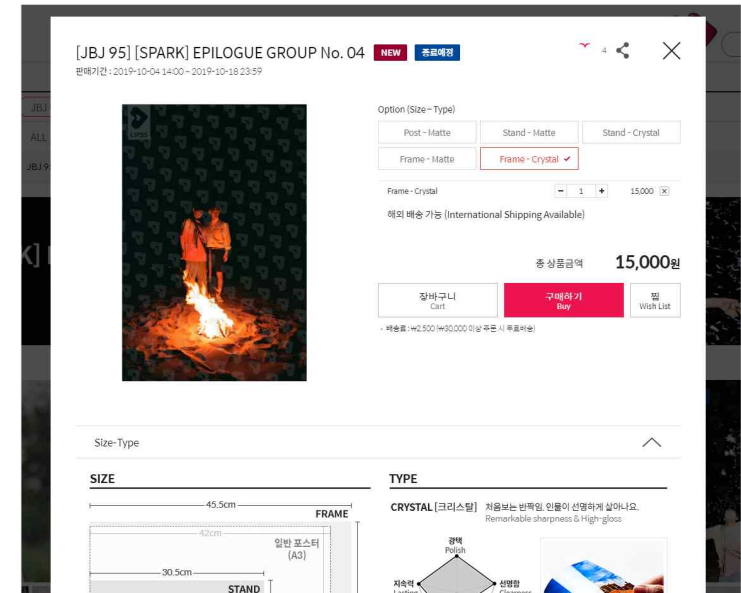 [JBJ 95] [SPARK] EPILOGUE GROUP No. 04 NEW 종료예정
판매기간 : 2019-10-04 14:00 ~ 2019-10-18 23:59
4
JBJ
ALL
JBJ 9
LIPSS
Option (Size – Type)
Post - Matte
Stand - Matte
Stand - Crystal
Frame - Matte
Frame - Crystal
Frame - Crystal
1
15,000
해외 배송 가능 (International Shipping Available)
총 상품금액 15,000원
장바구니
Cart
구매하기
Buy
찜
Wish List
- 배송료 : ₩2,500 (₩30,000 이상 주문 시 무료배송)
Size-Type
SIZE
45.5cm
FRAME
42cm
일반 포스터
(A3)
30.5cm
STAND
TYPE
CRYSTAL [크리스탈] 처음보는 반짝임, 인물이 선명하게 살아나요.
Remarkable sharpness & High-gloss
광택
Polish
지속력
Lasting
선명함
Clearness